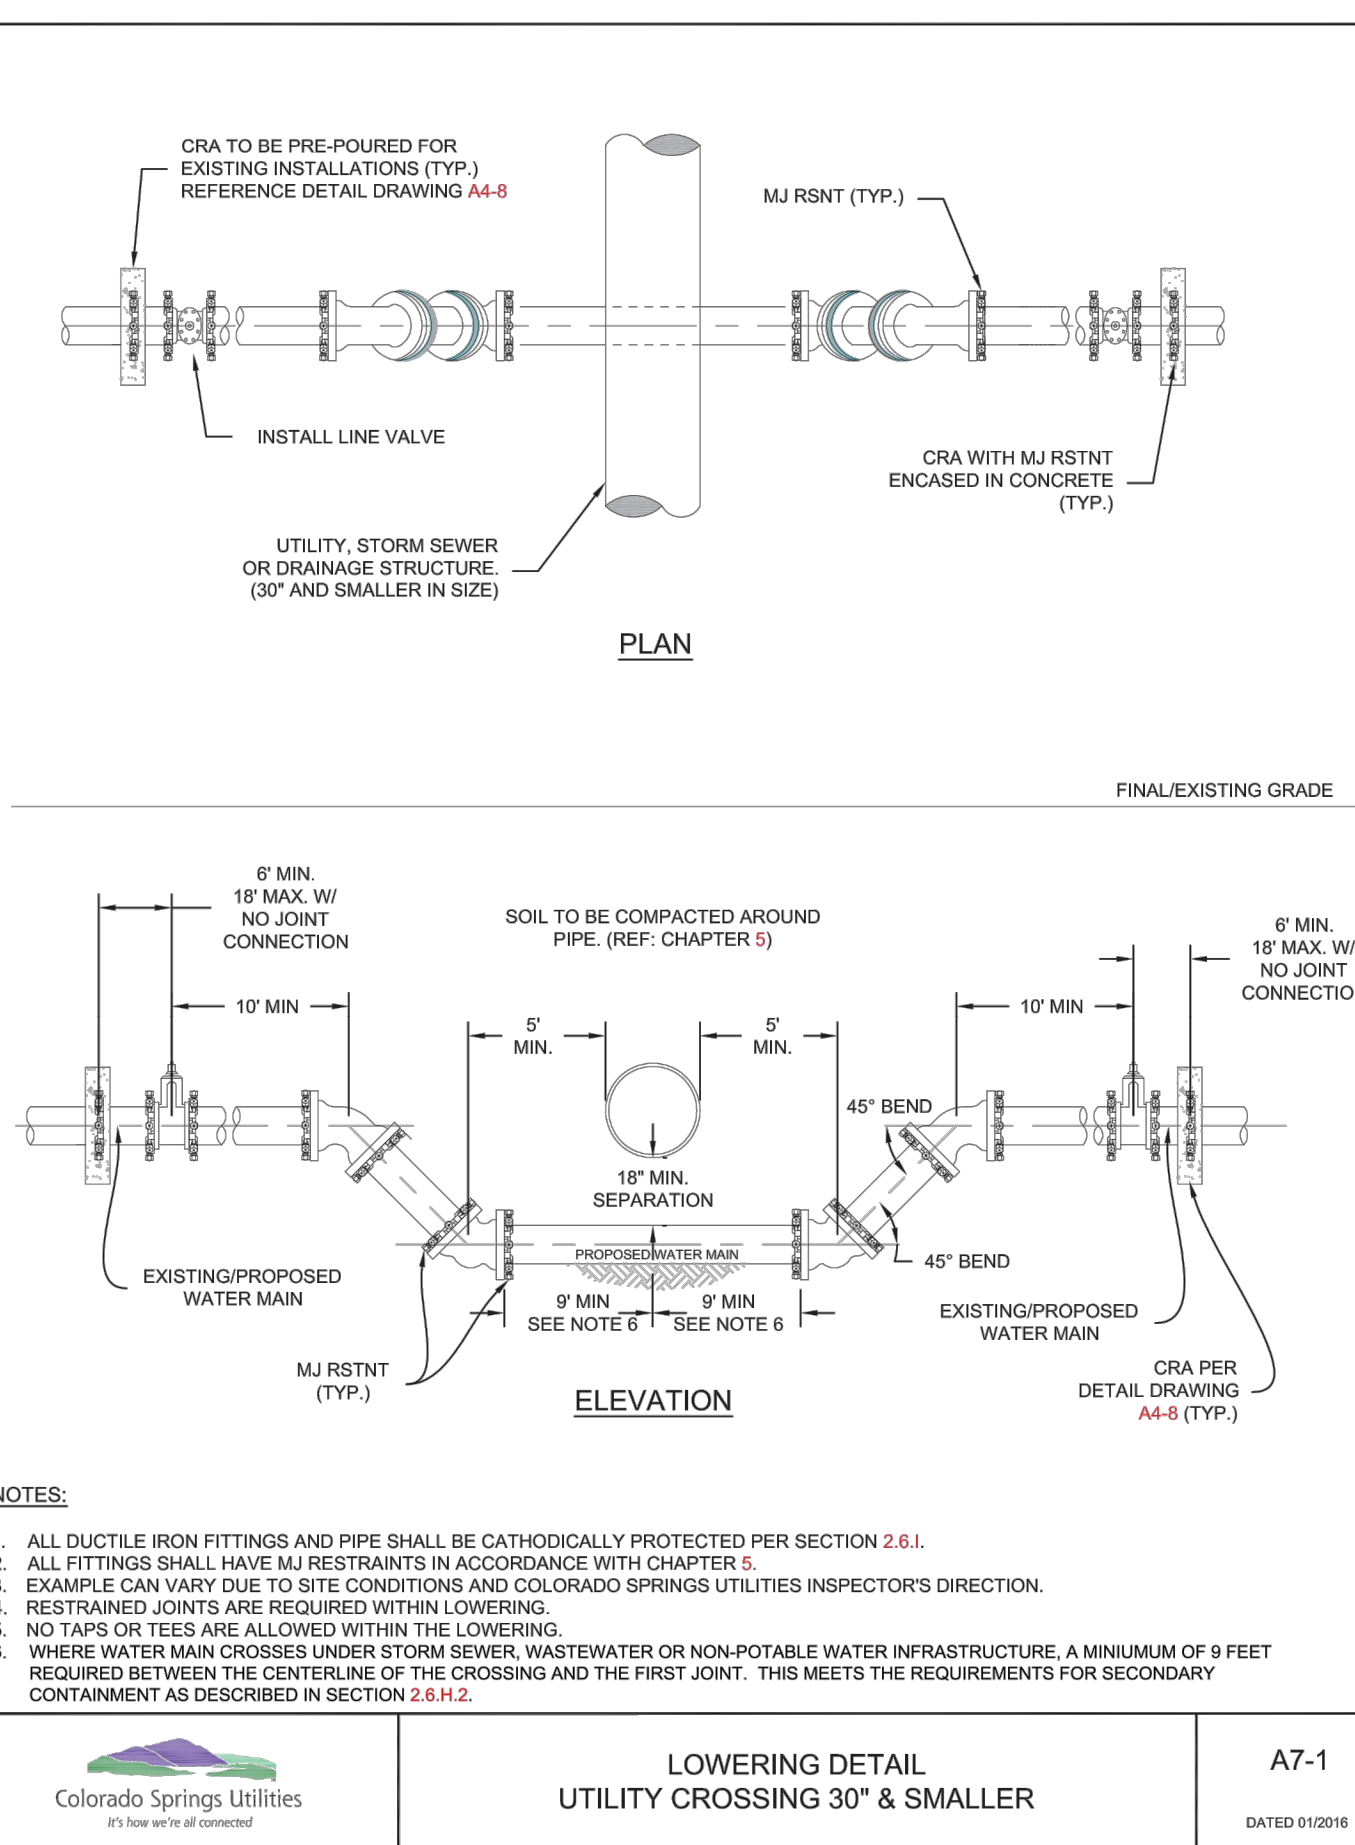 CRA TO BE PRE-POURED FOR
EXISTING INSTALLATIONS (TYP.)
REFERENCE DETAIL DRAWING A4-8
MJ RSNT (TYP.)
INSTALL LINE VALVE
CRA WITH MJ RSTNT
ENCASED IN CONCRETE
(TYP.)
UTILITY, STORM SEWER
OR DRAINAGE STRUCTURE.
(30" AND SMALLER IN SIZE)
PLAN
FINAL/EXISTING GRADE
6' MIN.
18' MAX. W/
NO JOINT
CONNECTION
SOIL TO BE COMPACTED AROUND
PIPE. (REF: CHAPTER 5)
6' MIN.
18' MAX. W/
NO JOINT
CONNECTIO
10' MIN
10' MIN
5'
MIN.
5'
MIN.
45° BEND
18" MIN.
SEPARATION
PROPOSED WATER MAIN
45° BEND
EXISTING/PROPOSED
WATER MAIN
9' MIN
SEE NOTE 6
9' MIN
SEE NOTE 6
EXISTING/PROPOSED
WATER MAIN
MJ RSTNT
(TYP.)
CRA PER
DETAIL DRAWING
A4-8 (TYP.)
ELEVATION
NOTES:
. ALL DUCTILE IRON FITTINGS AND PIPE SHALL BE CATHODICALLY PROTECTED PER SECTION 2.6.I.
2. ALL FITTINGS SHALL HAVE MJ RESTRAINTS IN ACCORDANCE WITH CHAPTER 5.
3. EXAMPLE CAN VARY DUE TO SITE CONDITIONS AND COLORADO SPRINGS UTILITIES INSPECTOR'S DIRECTION.
4. RESTRAINED JOINTS ARE REQUIRED WITHIN LOWERING.
5. NO TAPS OR TEES ARE ALLOWED WITHIN THE LOWERING.
6. WHERE WATER MAIN CROSSES UNDER STORM SEWER, WASTEWATER OR NON-POTABLE WATER INFRASTRUCTURE, A MINIUMUM OF 9 FEET
REQUIRED BETWEEN THE CENTERLINE OF THE CROSSING AND THE FIRST JOINT. THIS MEETS THE REQUIREMENTS FOR SECONDARY
CONTAINMENT AS DESCRIBED IN SECTION 2.6.H.2.
Colorado Springs Utilities
It's how we're all connected
LOWERING DETAIL
UTILITY CROSSING 30" & SMALLER
A7-1
DATED 01/2016